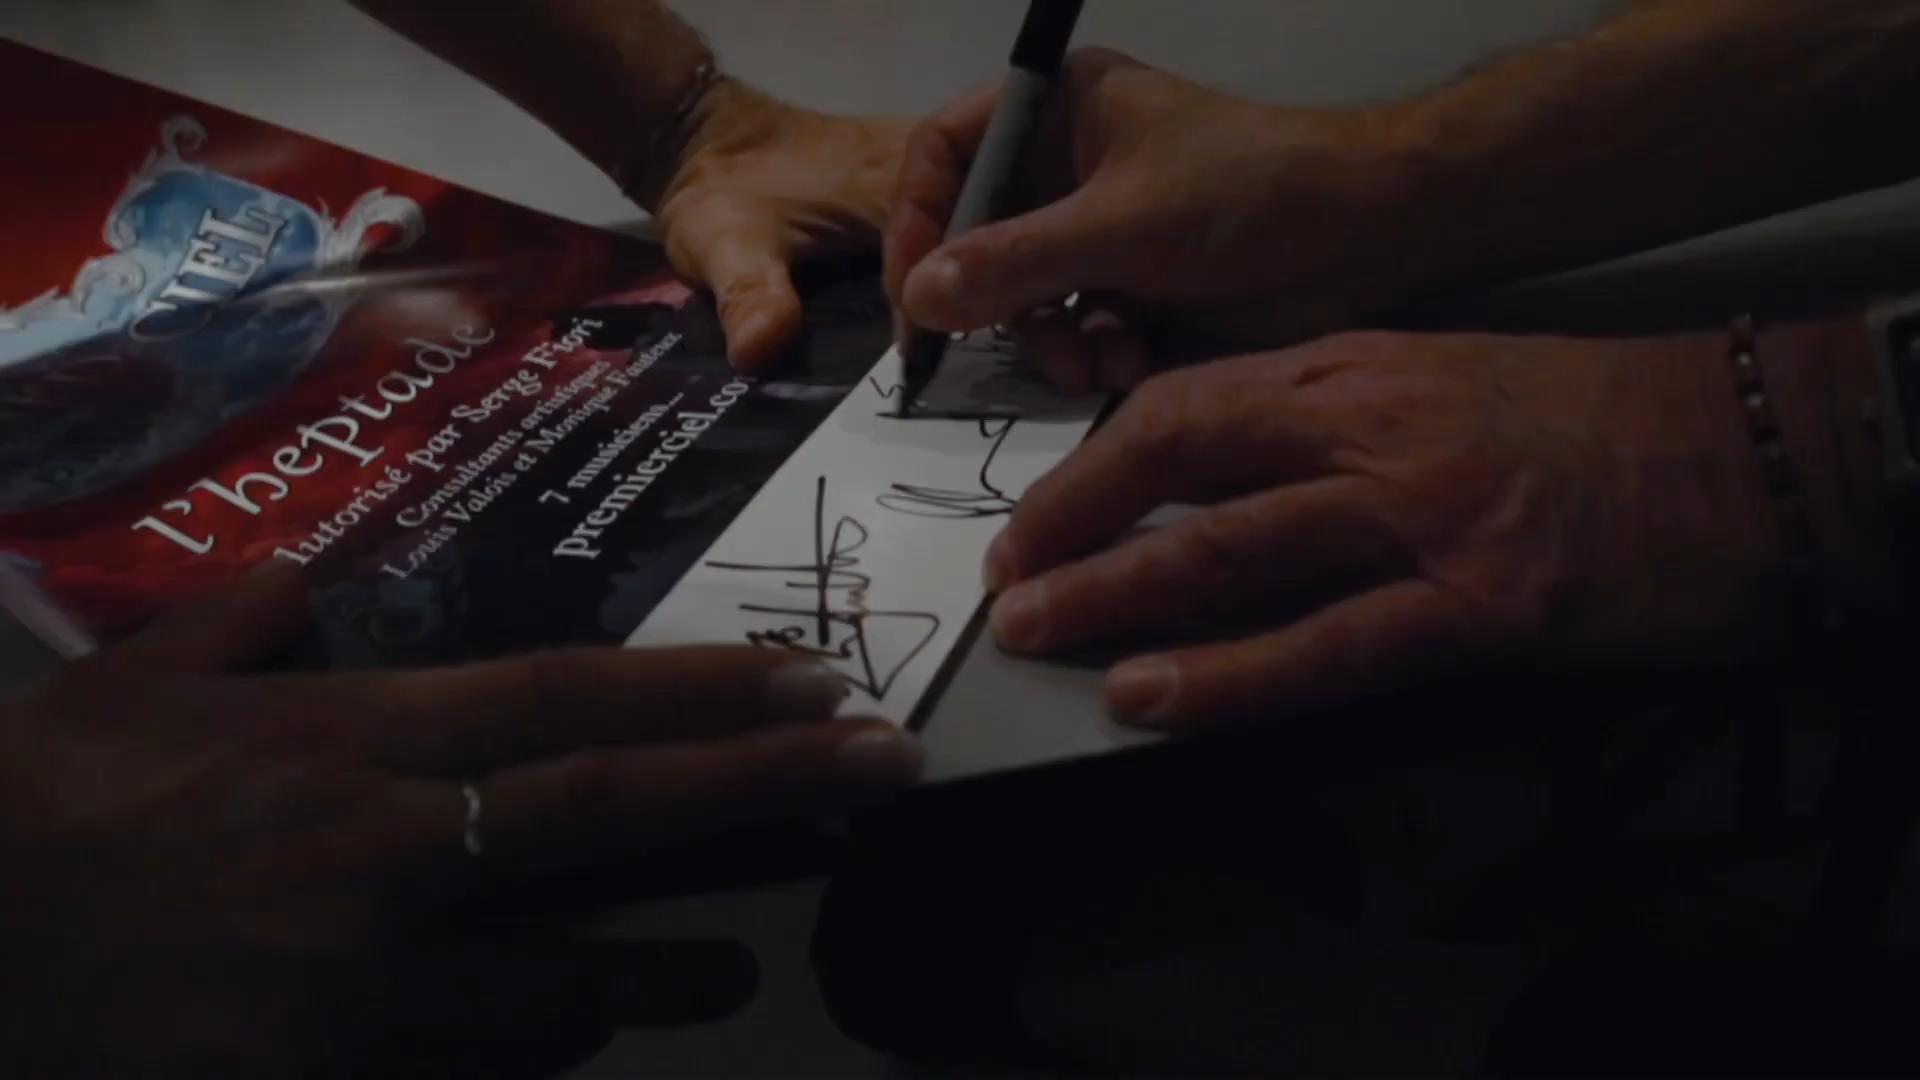 CIEL
l'heptade
autorisé par Serge Fiori
Consultants artistiques
Louis Valois et Monique Fauteux
7 musiciens...
premierciel.co